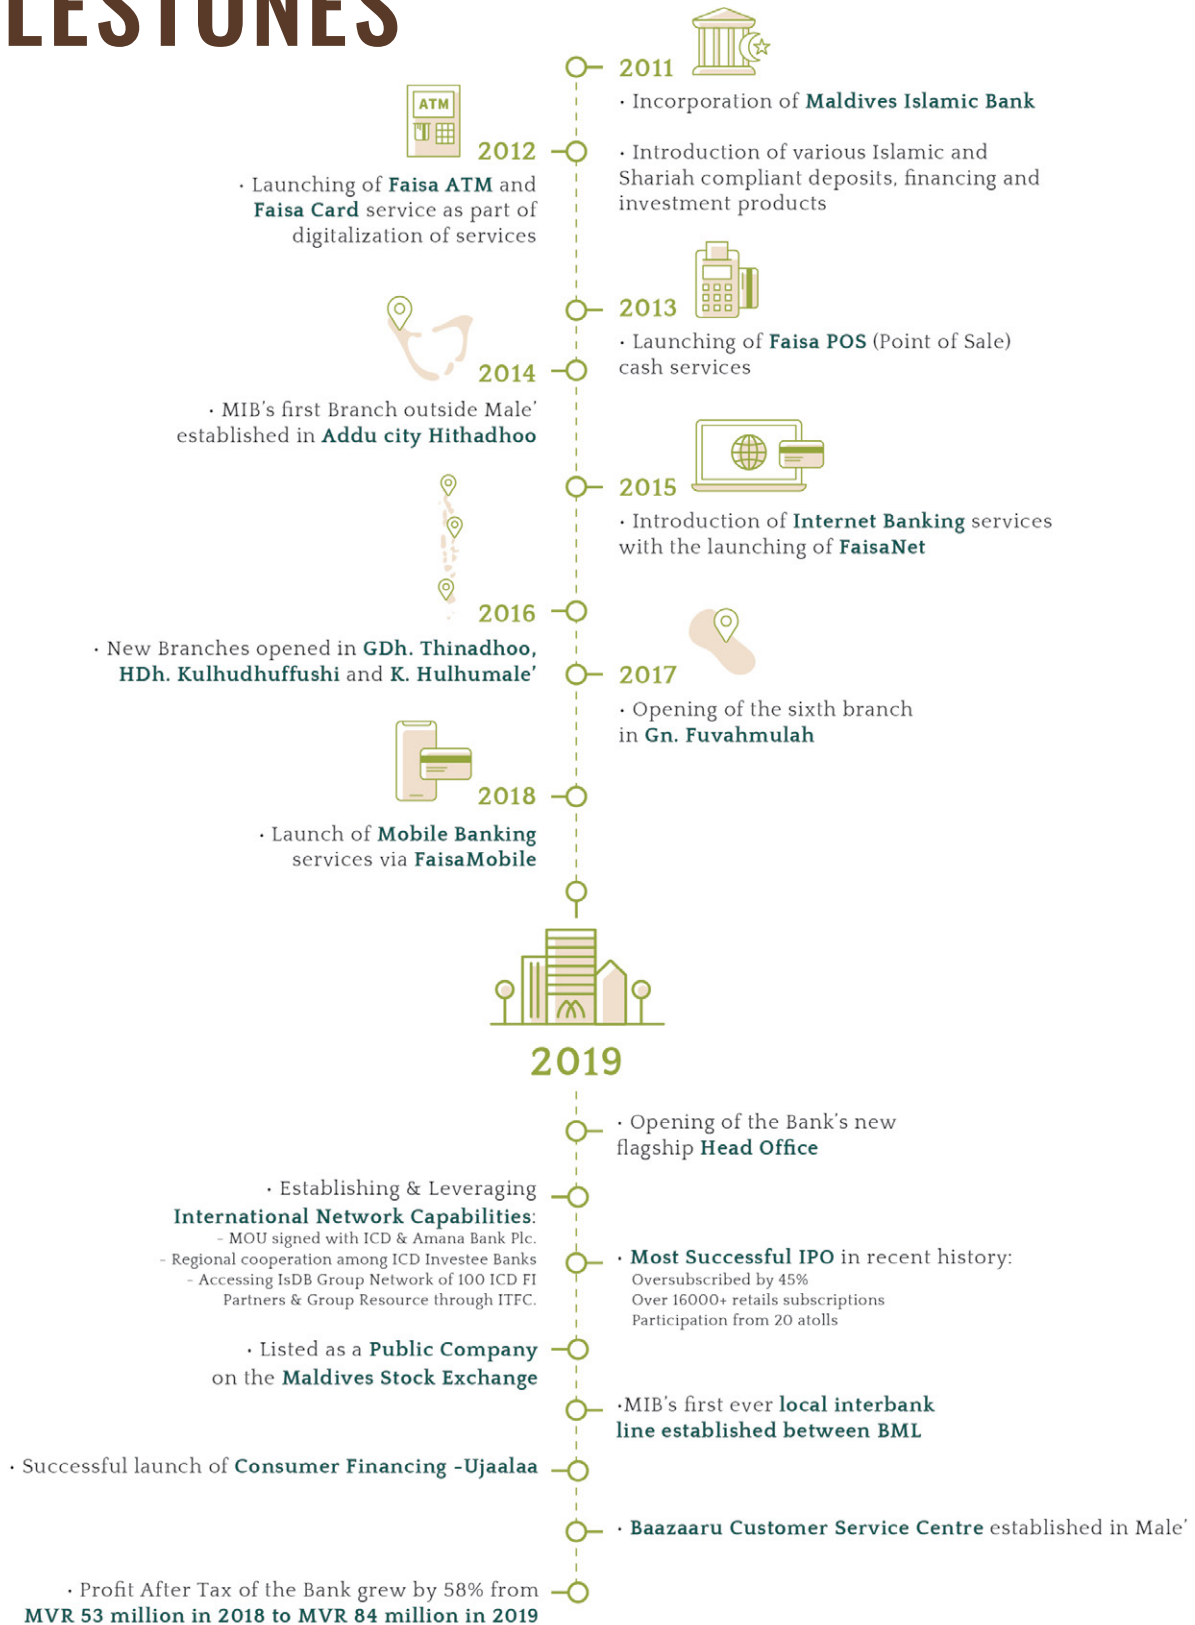 LESTONES
2011
· Incorporation of Maldives Islamic Bank
· Introduction of various Islamic and
Shariah compliant deposits, financing and
investment products
ATM
2012
· Launching of Faisa ATM and
Faisa Card service as part of
digitalization of services
2013
· Launching of Faisa POS (Point of Sale)
cash services
2014
· MIB's first Branch outside Male'
established in Addu city Hithadhoo
2015
· Introduction of Internet Banking services
with the launching of FaisaNet
2016
· New Branches opened in GDh. Thinadhoo,
HDh. Kulhudhuffushi and K. Hulhumale'
2017
· Opening of the sixth branch
in Gn. Fuvahmulah
2018
· Launch of Mobile Banking
services via FaisaMobile
2019
· Opening of the Bank's new
flagship Head Office
· Establishing & Leveraging
International Network Capabilities:
- MOU signed with ICD & Amana Bank Plc.
- Regional cooperation among ICD Investee Banks
- Accessing IsDB Group Network of 100 ICD FI
Partners & Group Resource through ITFC.
· Most Successful IPO in recent history:
Oversubscribed by 45%
Over 16000+ retails subscriptions
Participation from 20 atolls
· Listed as a Public Company
on the Maldives Stock Exchange
·MIB's first ever local interbank
line established between BML
· Successful launch of Consumer Financing -Ujaalaa
· Baazaaru Customer Service Centre established in Male'
· Profit After Tax of the Bank grew by 58% from
MVR 53 million in 2018 to MVR 84 million in 2019